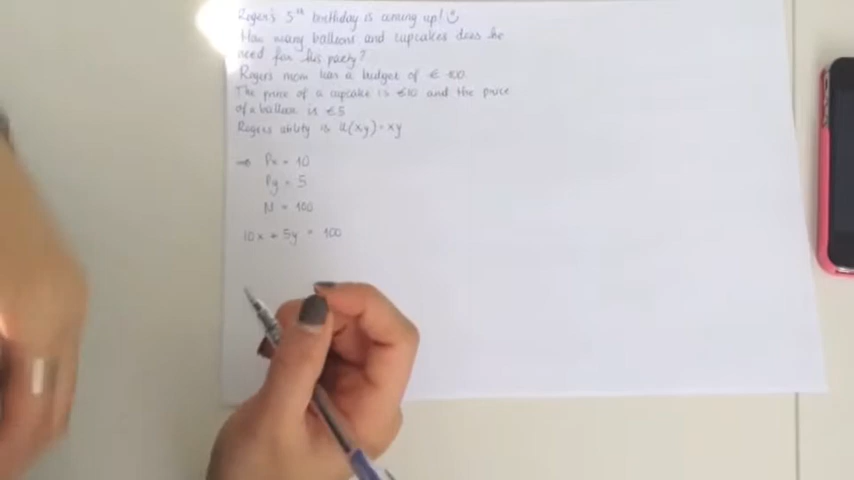 Roger's 5th birthday is coming up! ☺
How many balloons and cupcakes does he
need for his party?
Roger's mom has a budget of € 100
The price of a cupcake is €10 and the price
of a balloon is €5
Rogers utility is U(xy) = xy
→ Px = 10
Py = 5
M = 100
10x + 5y = 100